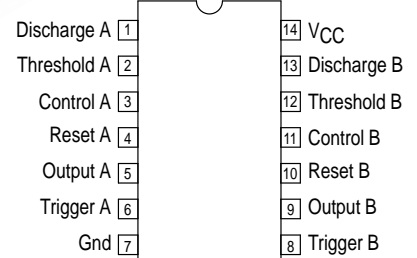 Discharge A 1 14 VCC
Threshold A 2 13 Discharge B
Control A 3 12 Threshold B
Reset A 4 11 Control B
Output A 5 10 Reset B
Trigger A 6 9 Output B
Gnd 7 8 Trigger B